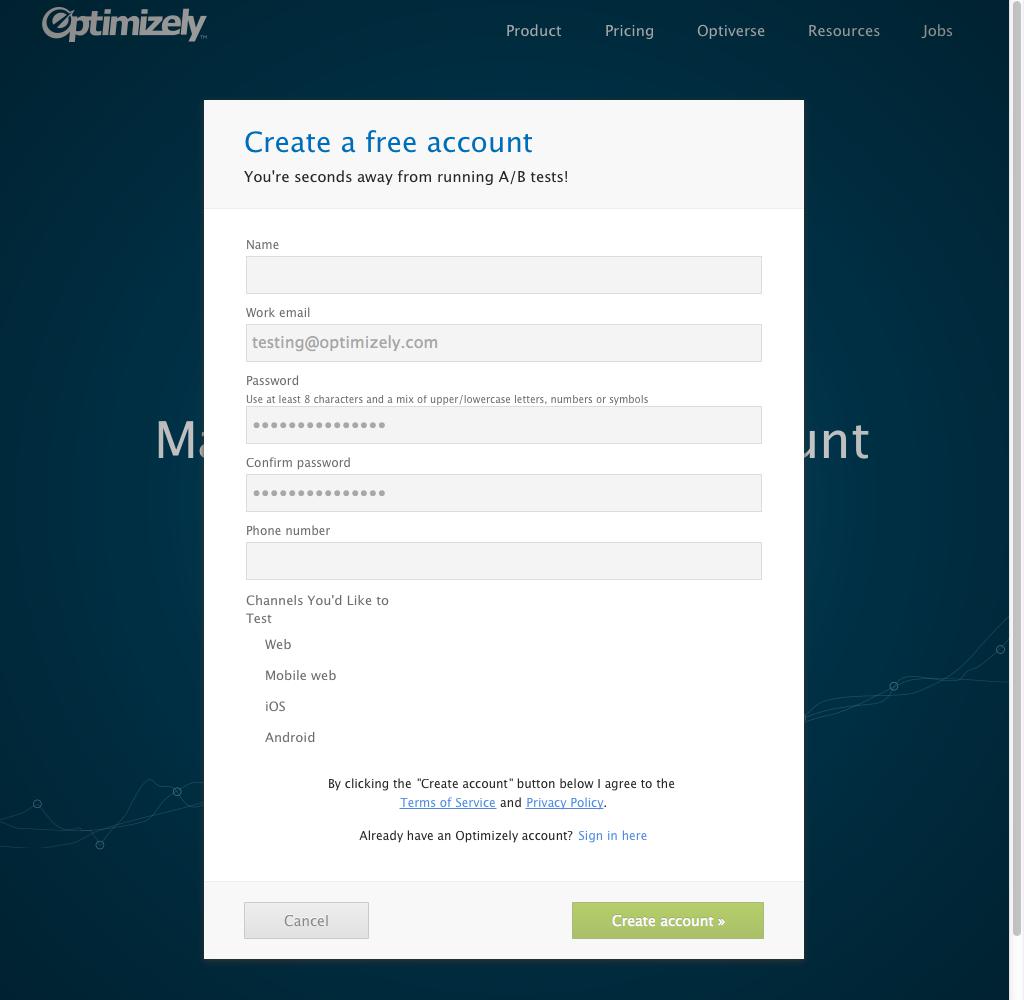 Optimizely™
Product Pricing Optiverse Resources Jobs
Create a free account
You're seconds away from running A/B tests!
Name
Work email
testing@optimizely.com
Password
Use at least 8 characters and a mix of upper/lowercase letters, numbers or symbols
•••••••••••••••
Confirm password
•••••••••••••••
Phone number
Channels You'd Like to
Test
Web
Mobile web
iOS
Android
By clicking the "Create account" button below I agree to the
Terms of Service and Privacy Policy.
Already have an Optimizely account? Sign in here
Cancel
Create account »